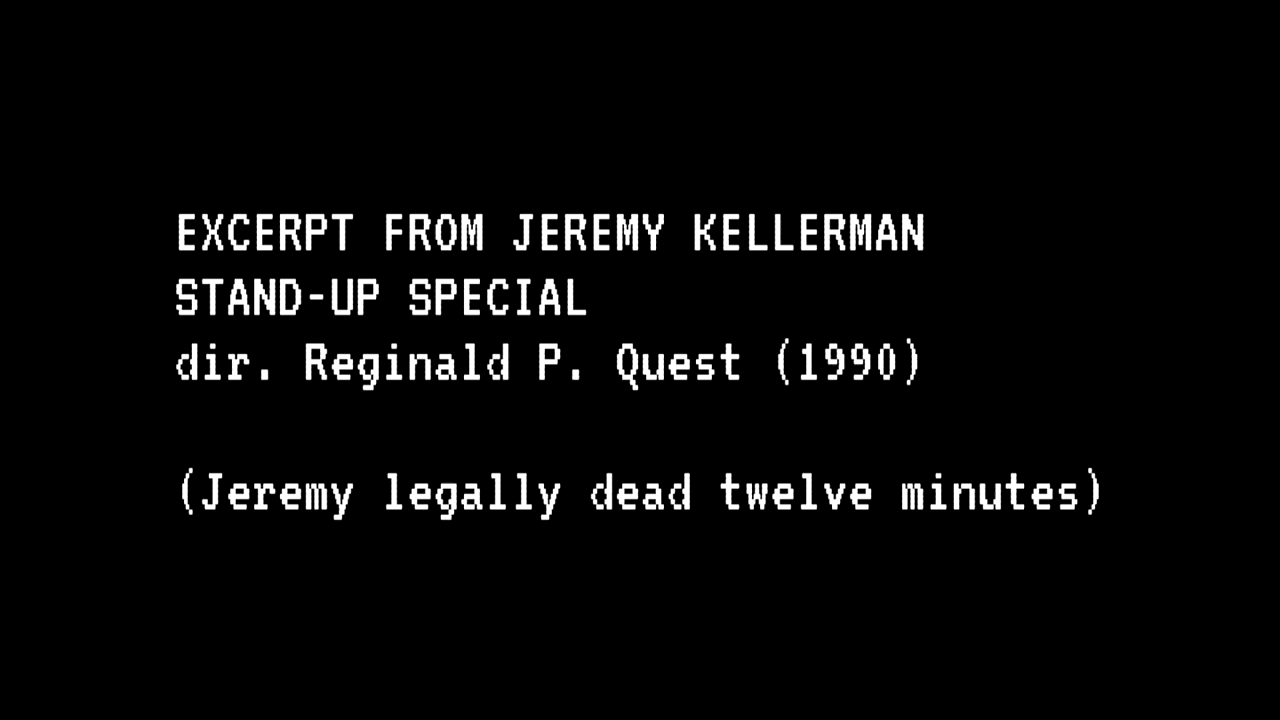 EXCERPT FROM JEREMY KELLERMAN
STAND-UP SPECIAL
dir. Reginald P. Quest (1990)
(Jeremy legally dead twelve minutes)